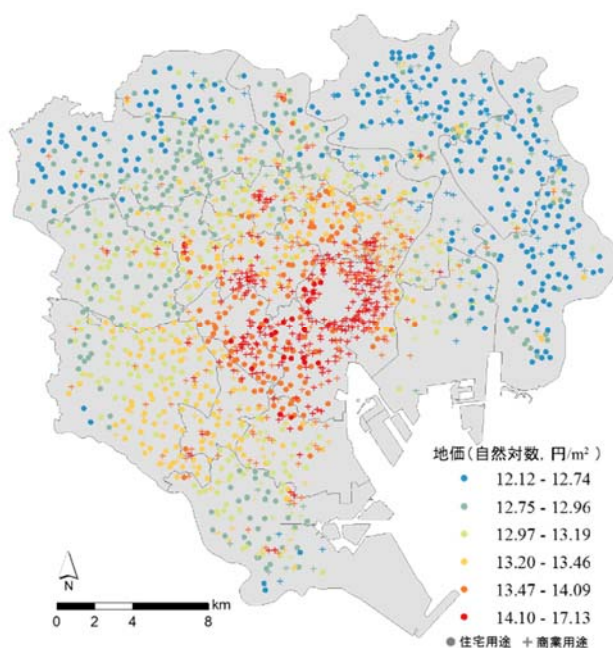 地価(自然対数, 円/m²)
12.12 - 12.74
12.75 - 12.96
12.97 - 13.19
13.20 - 13.46
13.47 - 14.09
14.10 - 17.13
住宅用途 商業用途
N
km
0 2 4 8